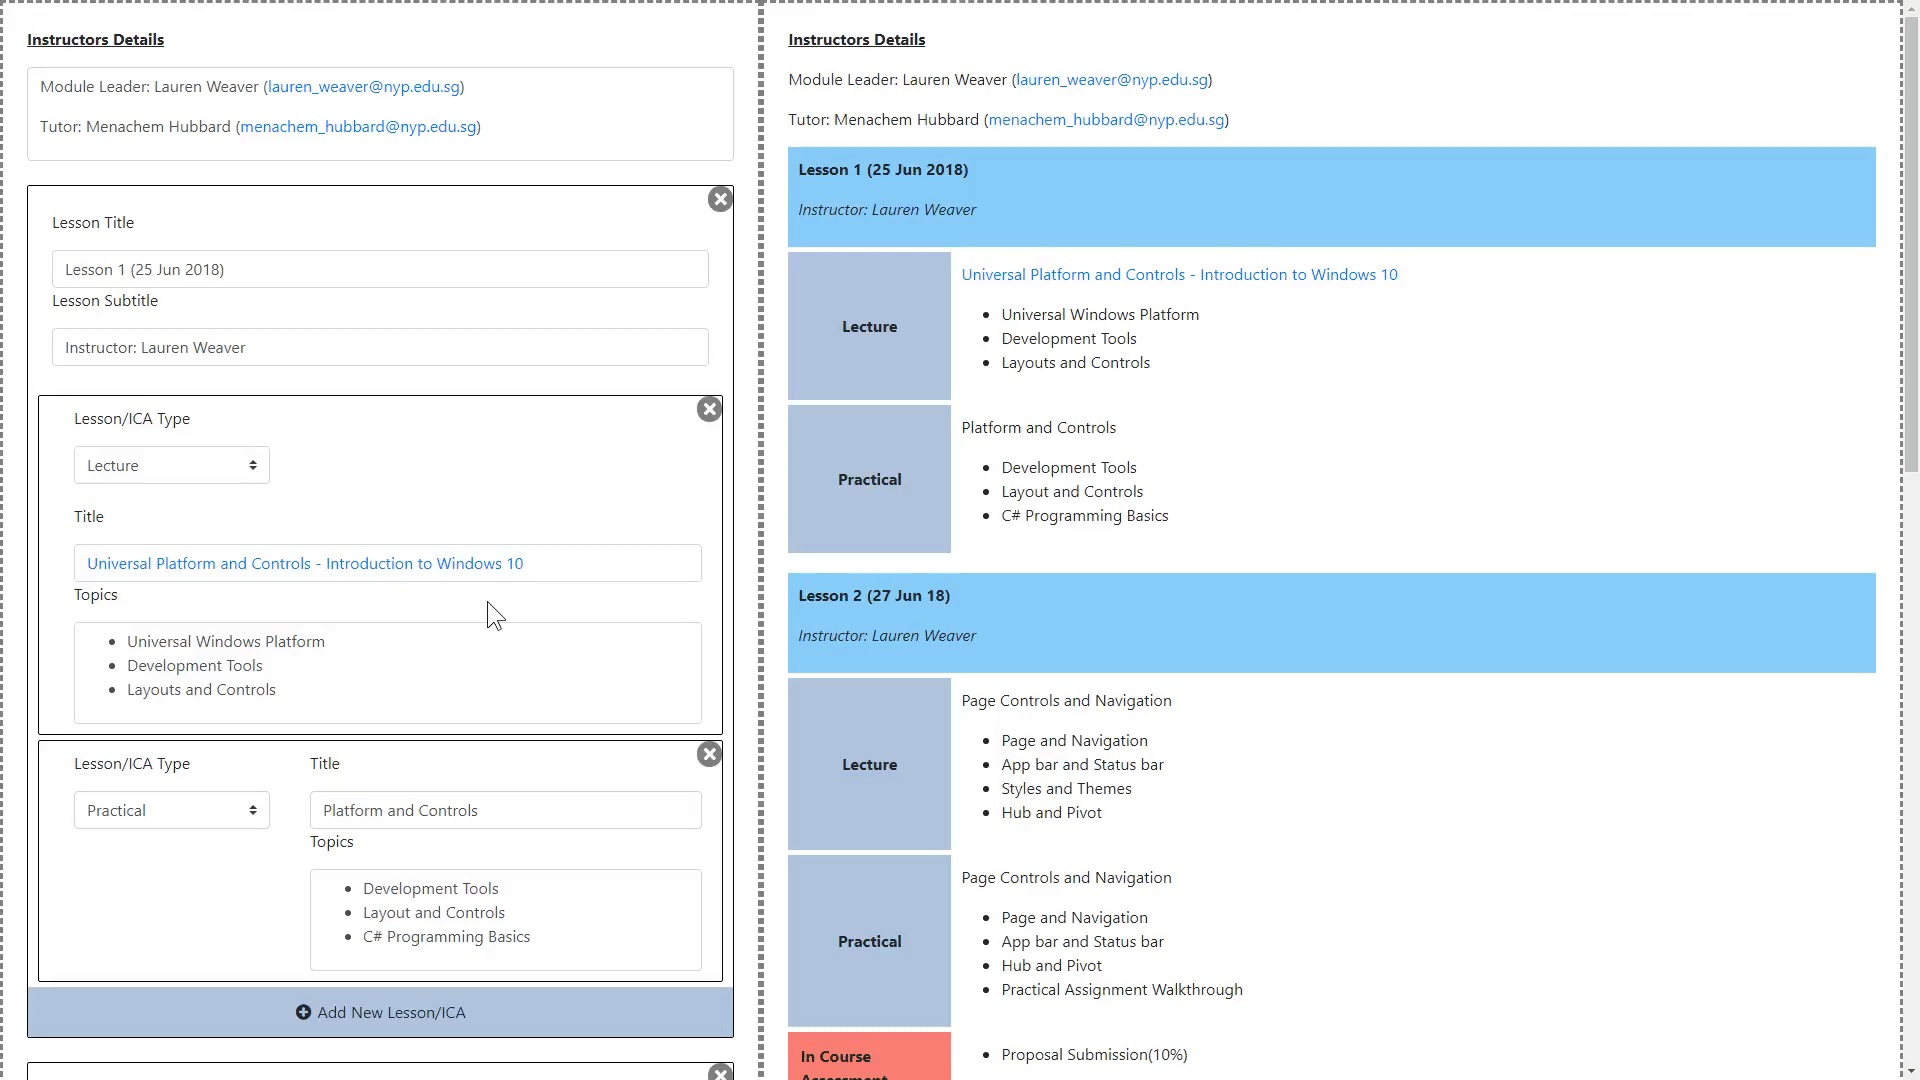 Instructors Details
Module Leader: Lauren Weaver (lauren_weaver@nyp.edu.sg)
Tutor: Menachem Hubbard (menachem_hubbard@nyp.edu.sg)
Lesson Title
Lesson 1 (25 Jun 2018)
Lesson Subtitle
Instructor: Lauren Weaver
Lesson/ICA Type
Lecture
Title
Universal Platform and Controls - Introduction to Windows 10
Topics
Universal Windows Platform
Development Tools
Layouts and Controls
Lesson/ICA Type
Practical
Title
Platform and Controls
Topics
Development Tools
Layout and Controls
C# Programming Basics
Add New Lesson/ICA
Instructors Details
Module Leader: Lauren Weaver (lauren_weaver@nyp.edu.sg)
Tutor: Menachem Hubbard (menachem_hubbard@nyp.edu.sg)
Lesson 1 (25 Jun 2018)
Instructor: Lauren Weaver
Lecture
Universal Platform and Controls - Introduction to Windows 10
Universal Windows Platform
Development Tools
Layouts and Controls
Practical
Platform and Controls
Development Tools
Layout and Controls
C# Programming Basics
Lesson 2 (27 Jun 18)
Instructor: Lauren Weaver
Lecture
Page Controls and Navigation
Page and Navigation
App bar and Status bar
Styles and Themes
Hub and Pivot
Practical
Page Controls and Navigation
Page and Navigation
App bar and Status bar
Hub and Pivot
Practical Assignment Walkthrough
In Course
Assessment
Proposal Submission(10%)